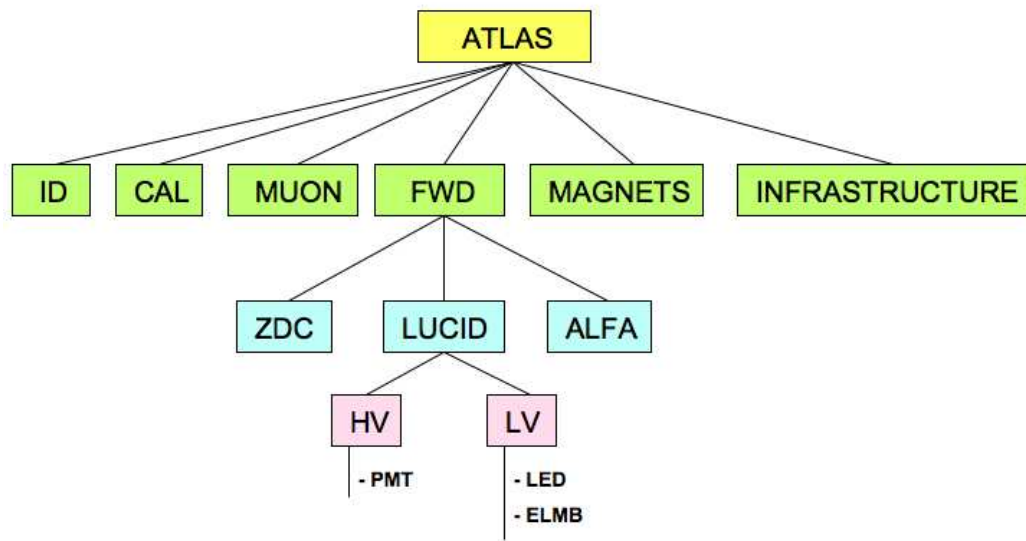 ATLAS
ID CAL MUON FWD MAGNETS INFRASTRUCTURE
ZDC LUCID ALFA
HV LV
- PMT - LED
- ELMB